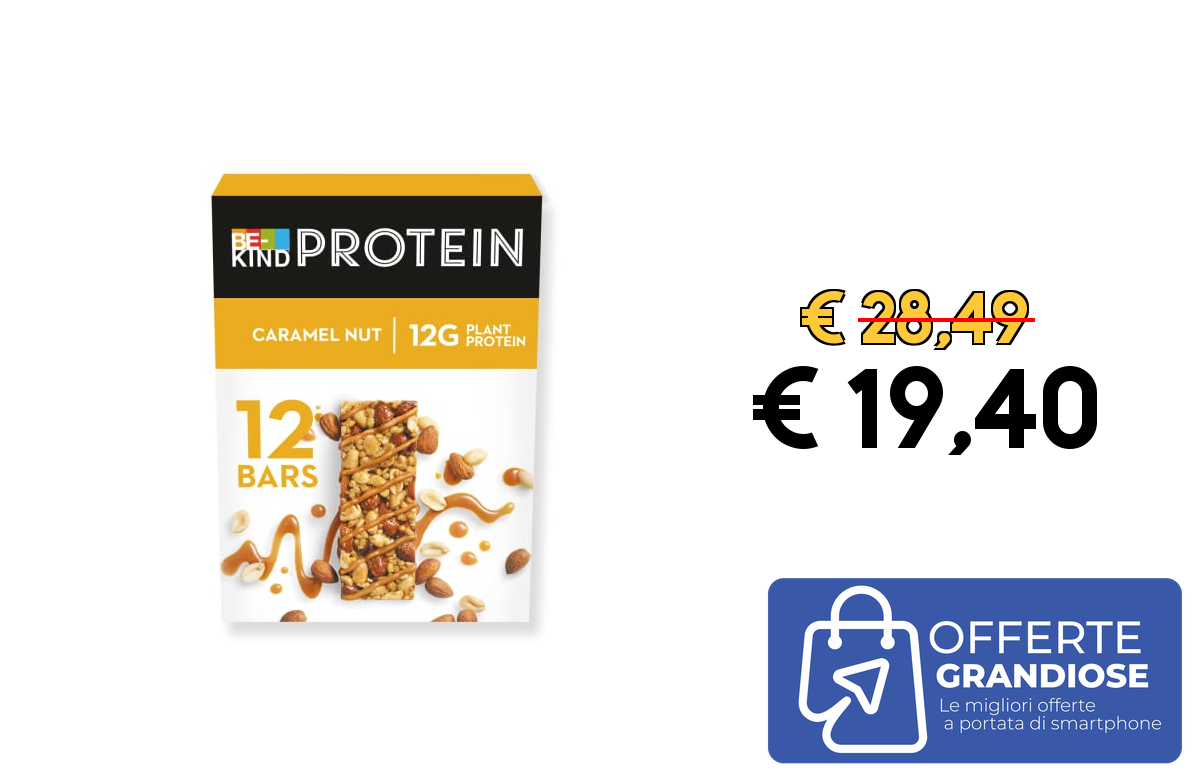 BE-KIND PROTEIN
CARAMEL NUT | 12G PLANT PROTEIN
12
BARS
€ 28,49
€ 19,40
OFFERTE
GRANDIOSE
Le migliori offerte
a portata di smartphone